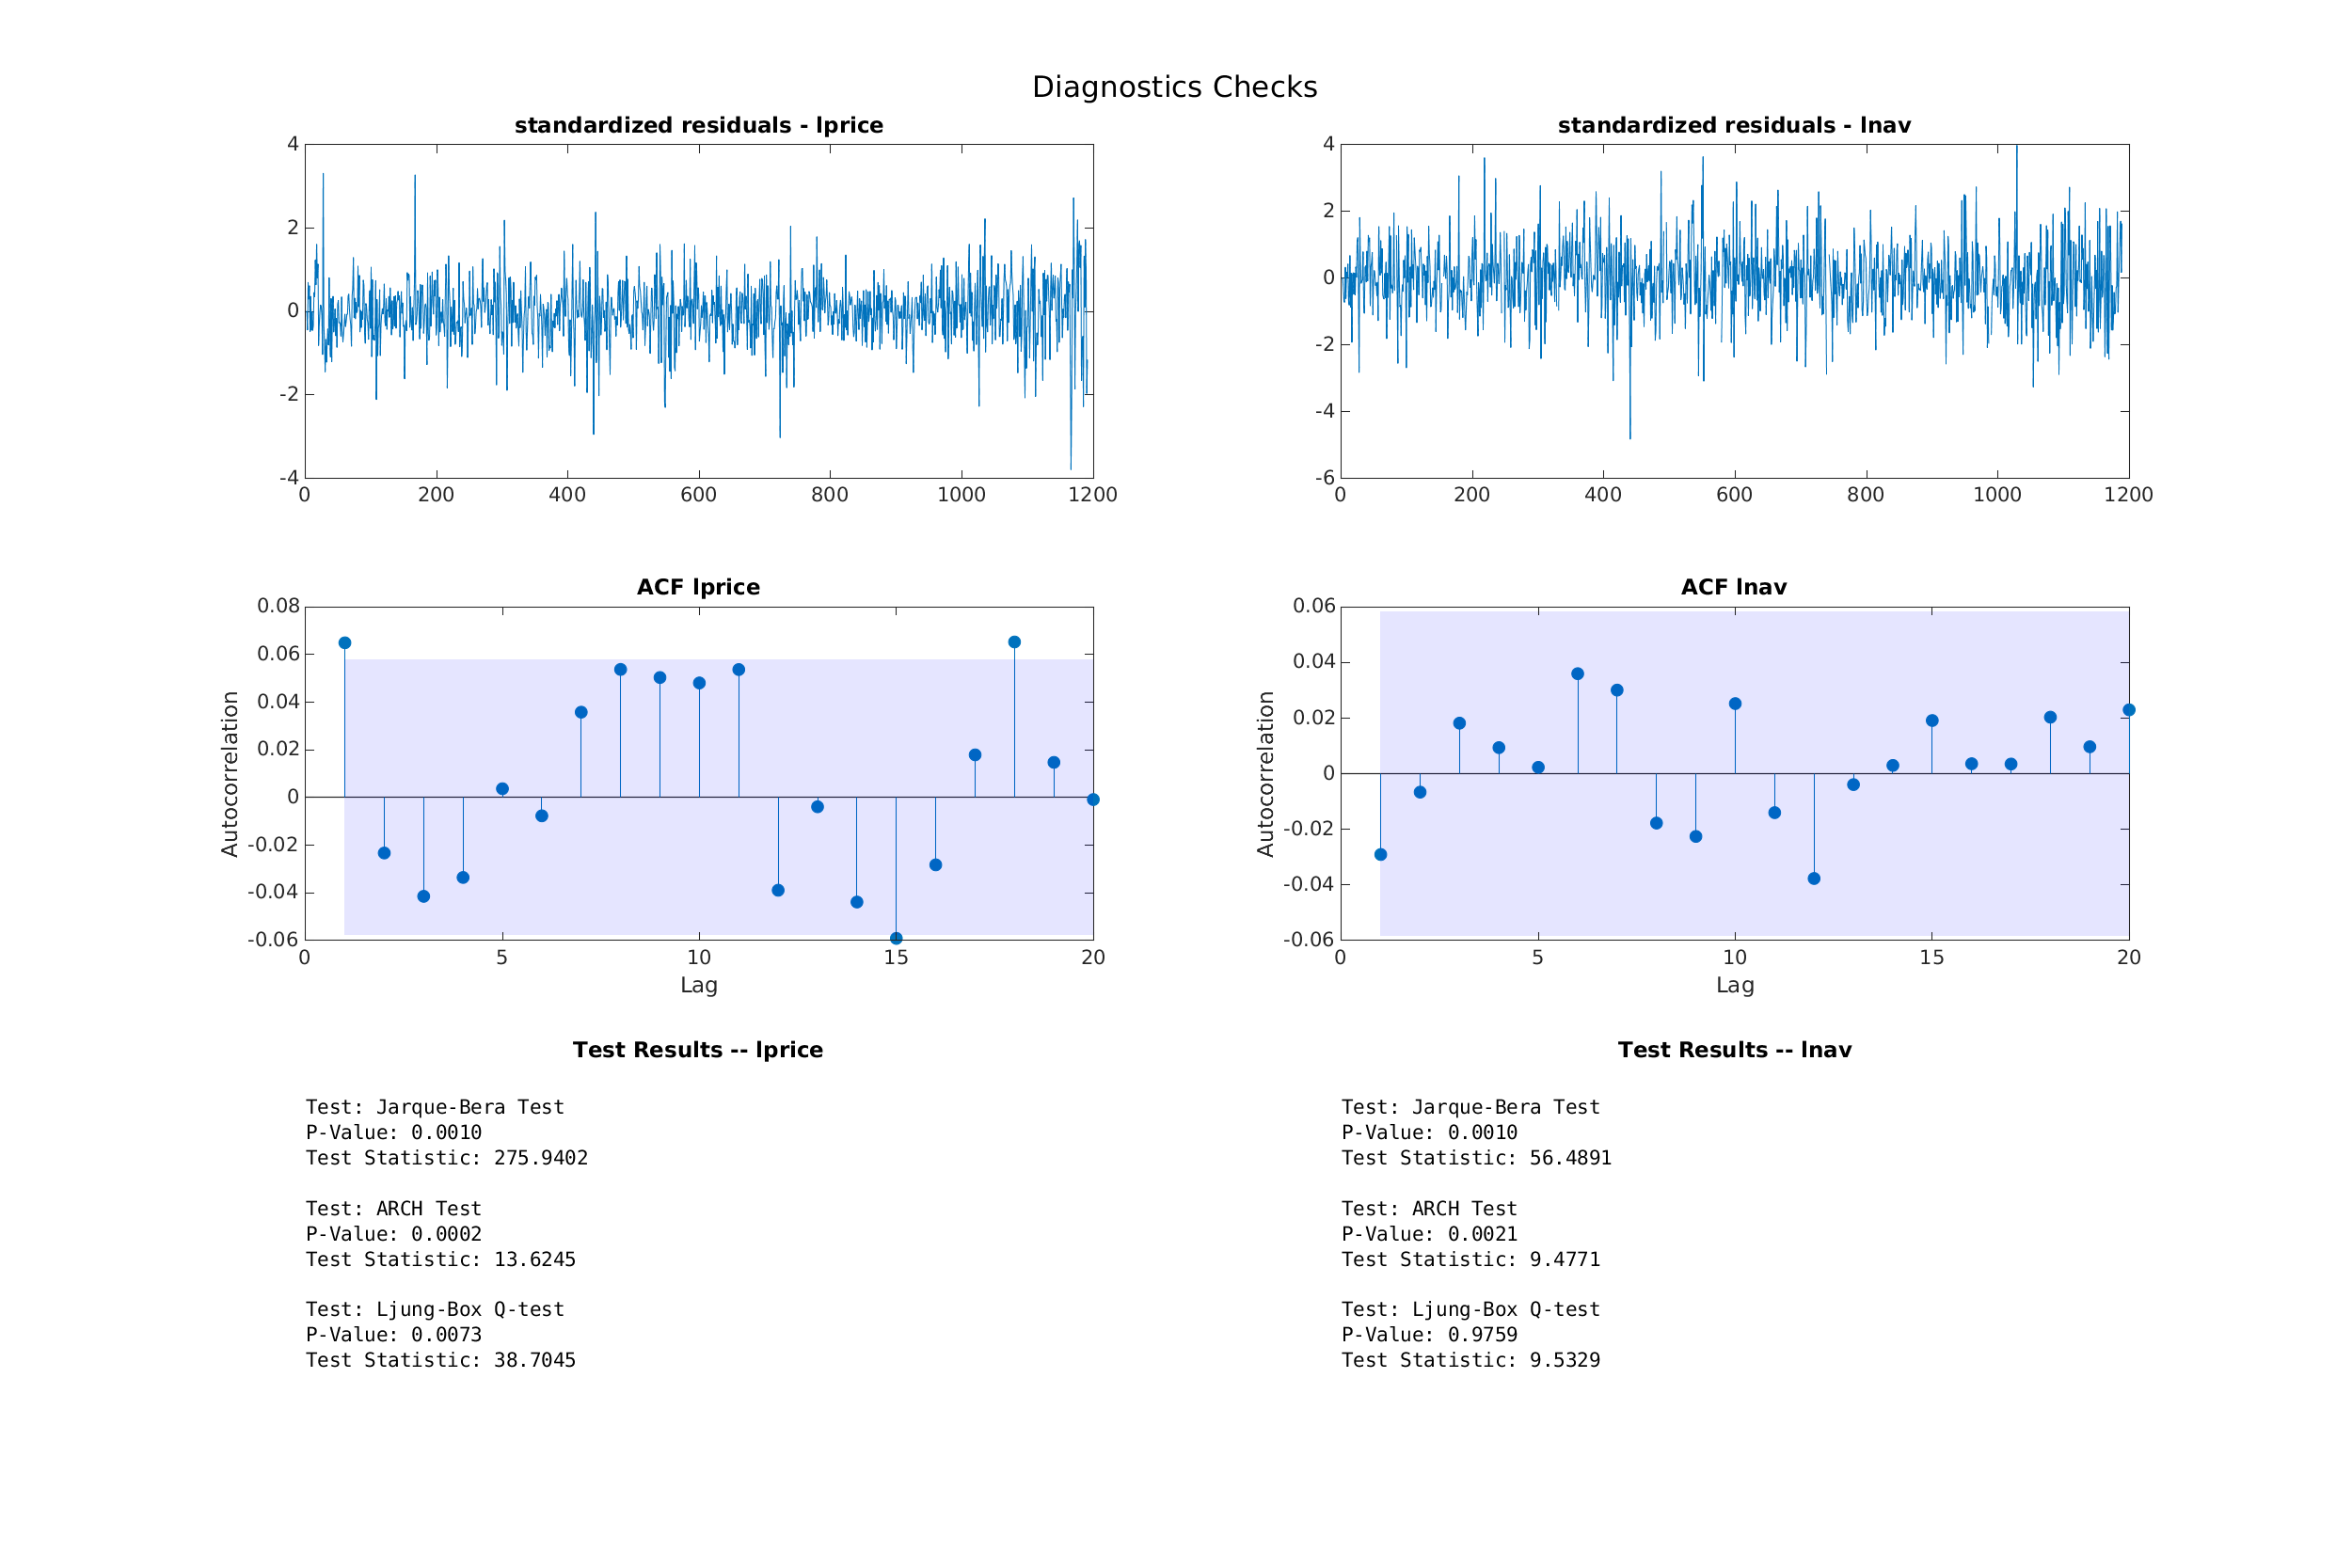 Diagnostics Checks
standardized residuals - lprice
4
2
0
-2
-4
0 200 400 600 800 1000 1200
standardized residuals - lnav
4
2
0
-2
-4
-6
0 200 400 600 800 1000 1200
ACF lprice
0.08
0.06
0.04
0.02
0
-0.02
-0.04
-0.06
Autocorrelation
0 5 10 15 20
Lag
ACF lnav
0.06
0.04
0.02
0
-0.02
-0.04
-0.06
Autocorrelation
0 5 10 15 20
Lag
Test Results -- lprice
Test: Jarque-Bera Test
P-Value: 0.0010
Test Statistic: 275.9402
Test: ARCH Test
P-Value: 0.0002
Test Statistic: 13.6245
Test: Ljung-Box Q-test
P-Value: 0.0073
Test Statistic: 38.7045
Test Results -- lnav
Test: Jarque-Bera Test
P-Value: 0.0010
Test Statistic: 56.4891
Test: ARCH Test
P-Value: 0.0021
Test Statistic: 9.4771
Test: Ljung-Box Q-test
P-Value: 0.9759
Test Statistic: 9.5329